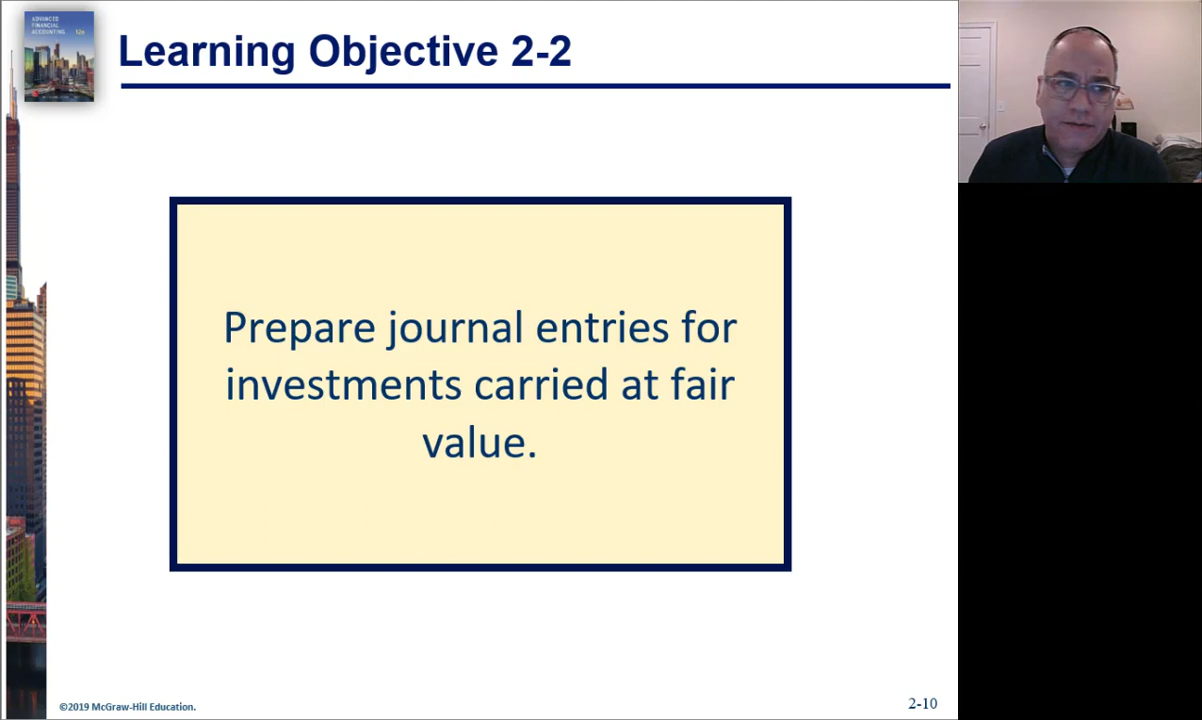 ADVANCED
FINANCIAL
ACCOUNTING
12e
Learning Objective 2-2
Prepare journal entries for
investments carried at fair
value.
©2019 McGraw-Hill Education.
2-10